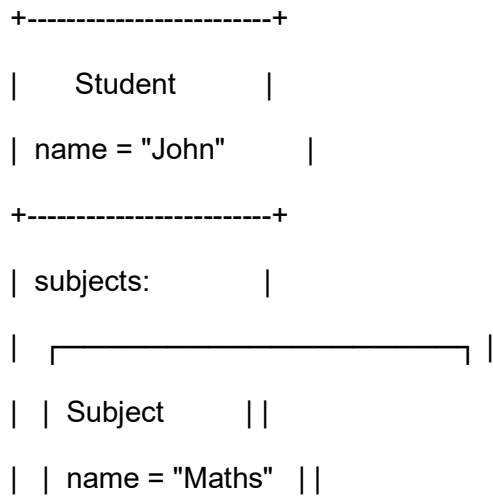 +-------------------------+
|       Student           |
|  name = "John"          |
+-------------------------+
|  subjects:              |
|   ┌────────────────────┐ |
|   |  Subject          | |
|   |  name = "Maths"   | |